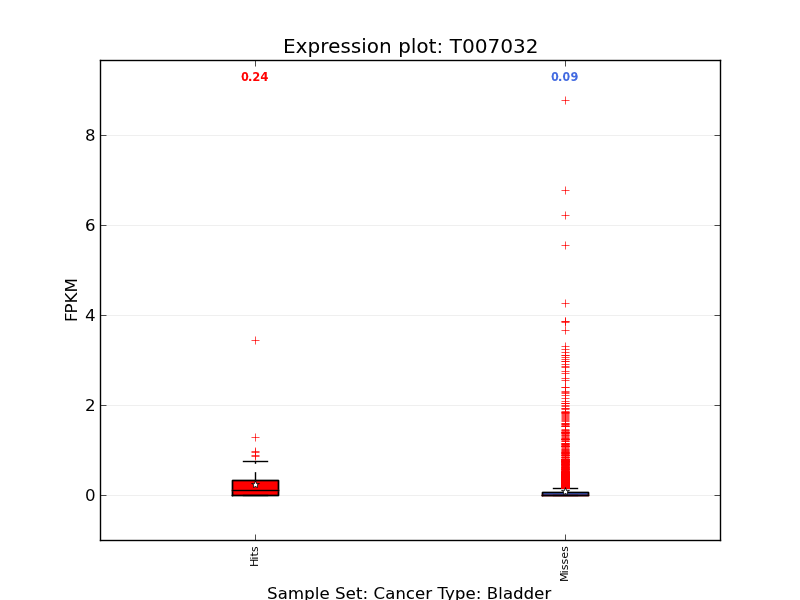 Expression plot: T007032
0.24 0.09
8
6
4
2
0
FPKM
Hits Misses
Sample Set: Cancer Type: Bladder